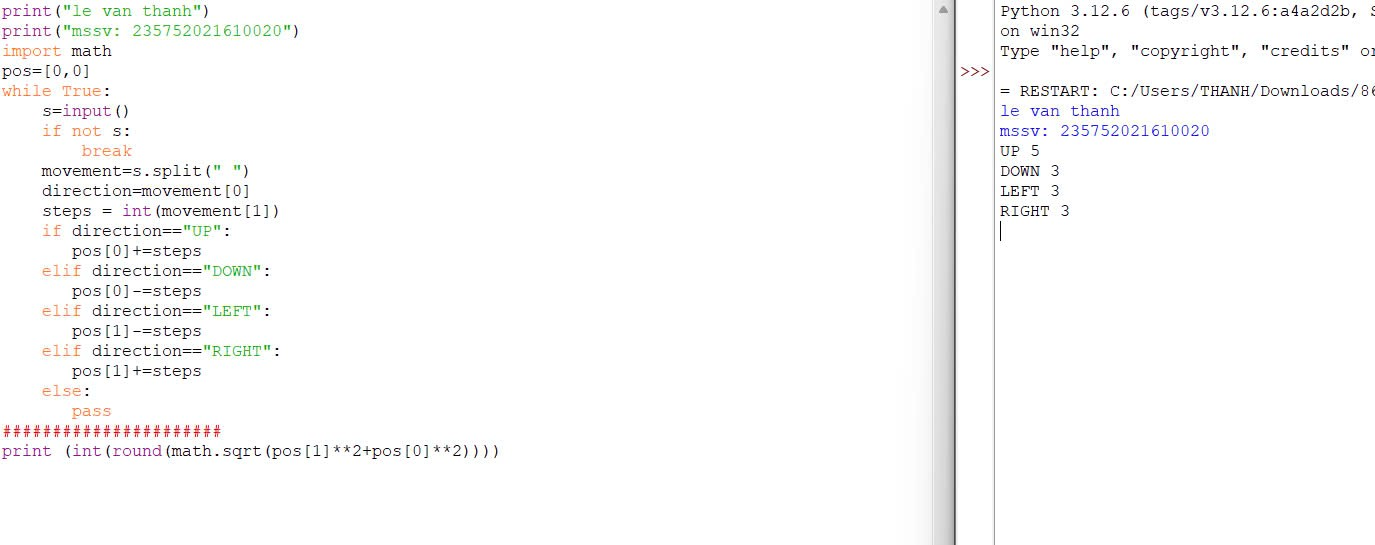 print("le van thanh")
print("mssv: 235752021610020")
import math
pos=[0,0]
while True:
    s=input()
    if not s:
        break
    movement=s.split(" ")
    direction=movement[0]
    steps = int(movement[1])
    if direction=="UP":
       pos[0]+=steps
    elif direction=="DOWN":
       pos[0]-=steps
    elif direction=="LEFT":
       pos[1]-=steps
    elif direction=="RIGHT":
       pos[1]+=steps
    else:
       pass
######################
print (int(round(math.sqrt(pos[1]**2+pos[0]**2))))
Python 3.12.6 (tags/v3.12.6:a4a2d2b,
on win32
Type "help", "copyright", "credits" or
>>>
= RESTART: C:/Users/THANH/Downloads/86
le van thanh
mssv: 235752021610020
UP 5
DOWN 3
LEFT 3
RIGHT 3